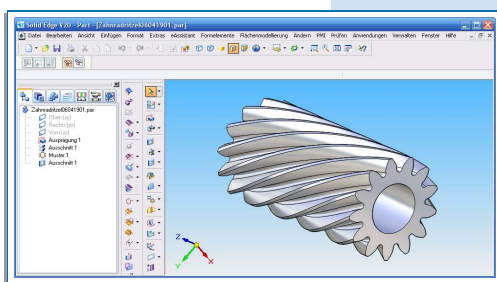 Solid Edge V20 - Part - [Zahnradritzel06041901.par]
Datei Bearbeiten Ansicht Einfügen Format Extras eAssistant Formelemente Flächenmodellierung Ändern PMI Prüfen Anwendungen Verwalten Fenster Hilfe
Zahnradritzel06041901.par
Oben (xy)
Rechts (yz)
Vorn (xz)
Ausprägung 1
Ausschnitt 1
Muster 1
Ausschnitt 1
Z
Y
X